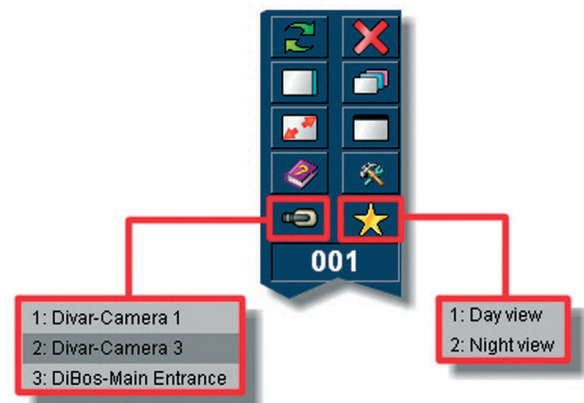 001
1: Divar-Camera 1
2: Divar-Camera 3
3: DiBos-Main Entrance
1: Day view
2: Night view